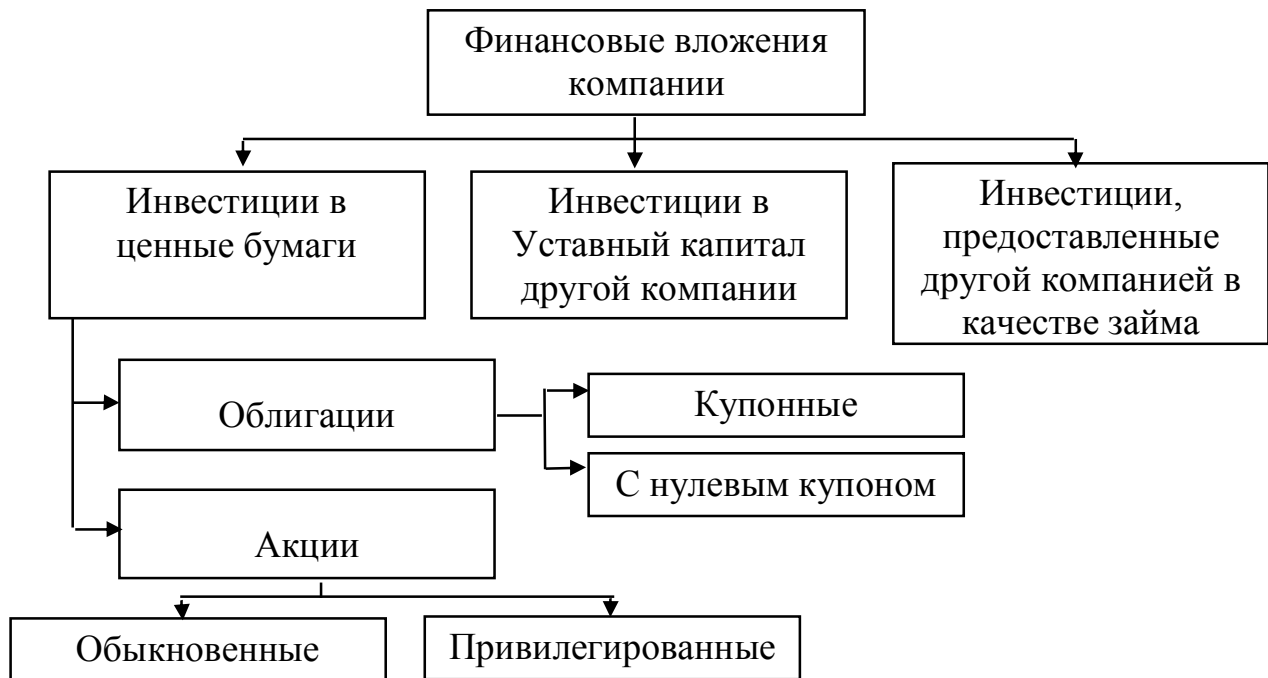 Финансовые вложения
компании
Инвестиции в
ценные бумаги
Инвестиции в
Уставный капитал
другой компании
Инвестиции,
предоставленные
другой компанией в
качестве займа
Облигации
Купонные
С нулевым купоном
Акции
Обыкновенные
Привилегированные